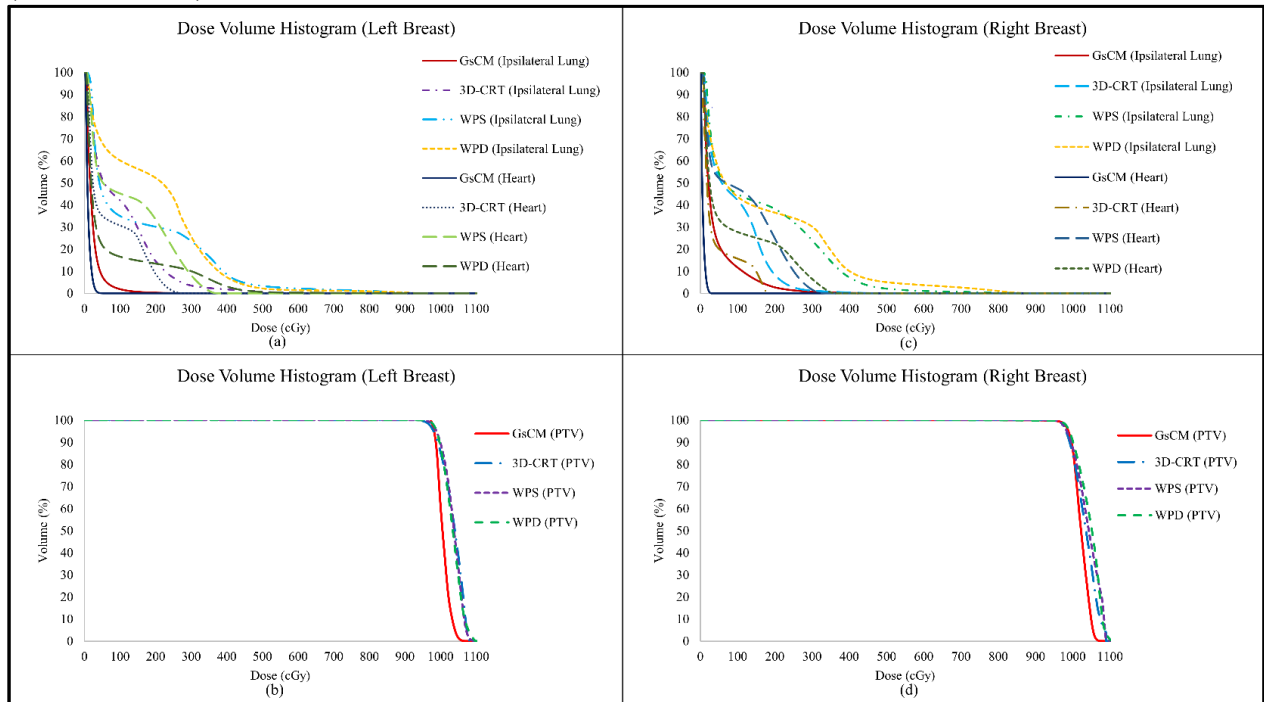 Dose Volume Histogram (Left Breast)
100
90
80
70
60
50
40
30
20
10
0
Volume (%)
0 100 200 300 400 500 600 700 800 900 1000 1100
Dose (cGy)
(a)
GsCM (Ipsilateral Lung)
3D-CRT (Ipsilateral Lung)
WPS (Ipsilateral Lung)
WPD (Ipsilateral Lung)
GsCM (Heart)
3D-CRT (Heart)
WPS (Heart)
WPD (Heart)
Dose Volume Histogram (Right Breast)
100
90
80
70
60
50
40
30
20
10
0
Volume (%)
0 100 200 300 400 500 600 700 800 900 1000 1100
Dose (cGy)
(c)
GsCM (Ipsilateral Lung)
3D-CRT (Ipsilateral Lung)
WPS (Ipsilateral Lung)
WPD (Ipsilateral Lung)
GsCM (Heart)
3D-CRT (Heart)
WPS (Heart)
WPD (Heart)
Dose Volume Histogram (Left Breast)
100
90
80
70
60
50
40
30
20
10
0
Volume (%)
0 100 200 300 400 500 600 700 800 900 1000 1100
Dose (cGy)
(b)
GsCM (PTV)
3D-CRT (PTV)
WPS (PTV)
WPD (PTV)
Dose Volume Histogram (Right Breast)
100
90
80
70
60
50
40
30
20
10
0
Volume (%)
0 100 200 300 400 500 600 700 800 900 1000 1100
Dose (cGy)
(d)
GsCM (PTV)
3D-CRT (PTV)
WPS (PTV)
WPD (PTV)